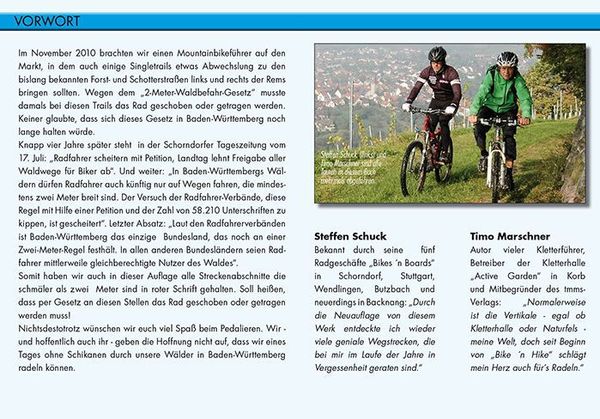 VORWORT
Im November 2010 brachten wir einen Mountainbikeführer auf den
Markt, in dem auch einige Singletrails etwas Abwechslung zu den
bislang bekannten Forst- und Schotterstraßen links und rechts der Rems
bringen sollten. Wegen dem „2-Meter-Waldbefahr-Gesetz" musste
damals bei diesen Trails das Rad geschoben oder getragen werden.
Keiner glaubte, dass sich dieses Gesetz in Baden-Württemberg noch
lange halten würde.
Knapp vier Jahre später steht in der Schorndorfer Tageszeitung vom
17. Juli: „Radfahrer scheitern mit Petition, Landtag lehnt Freigabe aller
Waldwege für Biker ab". Und weiter: „In Baden-Württembergs Wäl-
dern dürfen Radfahrer auch künftig nur auf Wegen fahren, die mindes-
tens zwei Meter breit sind. Der Versuch der Radfahrer-Verbände, diese
Regel mit Hilfe einer Petition und der Zahl von 58.210 Unterschriften zu
kippen, ist gescheitert". Letzter Absatz: „Laut den Radfahrerverbänden
ist Baden-Württemberg das einzige Bundesland, das noch an einer
Zwei-Meter-Regel festhält. In allen anderen Bundesländern seien Rad-
fahrer mittlerweile gleichberechtigte Nutzer des Waldes".
Somit haben wir auch in dieser Auflage alle Streckenabschnitte die
schmäler als zwei Meter sind in roter Schrift gehalten. Soll heißen,
dass per Gesetz an diesen Stellen das Rad geschoben oder getragen
werden muss!
Nichtsdestotrotz wünschen wir euch viel Spaß beim Pedalieren. Wir -
und hoffentlich auch ihr - geben die Hoffnung nicht auf, dass wir eines
Tages ohne Schikanen durch unsere Wälder in Baden-Württemberg
radeln können.
Steffen Schuck (links) und
Timo Marschner sind alle
Touren in diesem Buch
mehrmals abgefahren.
Steffen Schuck
Bekannt durch seine fünf
Radgeschäfte „Bikes ´n Boards"
in Schorndorf, Stuttgart,
Wendlingen, Butzbach und
neuerdings in Backnang: „Durch
die Neuauflage von diesem
Werk entdeckte ich wieder
viele geniale Wegstrecken, die
bei mir im Laufe der Jahre in
Vergessenheit geraten sind."
Timo Marschner
Autor vieler Kletterführer,
Betreiber der Kletterhalle
„Active Garden" in Korb
und Mitbegründer des tmms-
Verlags: „Normalerweise
ist die Vertikale - egal ob
Kletterhalle oder Naturfels -
meine Welt, doch seit Beginn
von „Bike ´n Hike" schlägt
mein Herz auch für's Radeln."